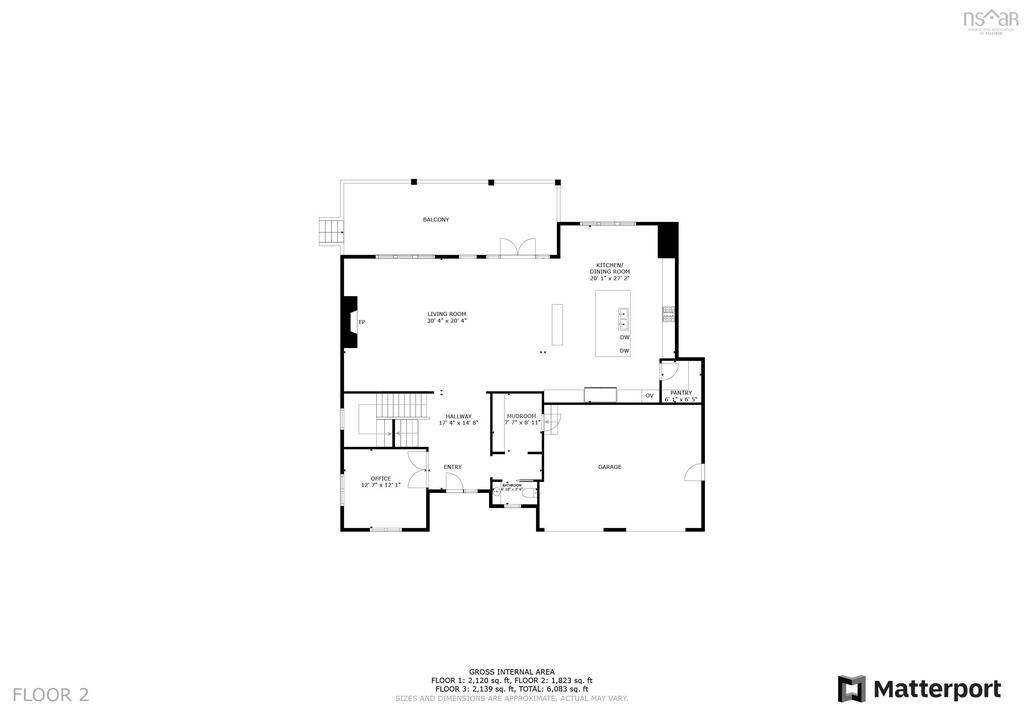 nsar
BALCONY
KITCHEN/
DINING ROOM
20' 1" x 27' 2"
LIVING ROOM
30' 4" x 20' 4"
FP
DW
DW
PANTRY
6' 1" x 6' 5"
OV
HALLWAY
17' 4" x 14' 8"
MUDROOM
7' 7" x 8' 11"
ENTRY
GARAGE
OFFICE
12' 7" x 12' 1"
BATHROOM
GROSS INTERNAL AREA
FLOOR 1: 2,120 sq. ft, FLOOR 2: 1,823 sq. ft
FLOOR 3: 2,139 sq. ft, TOTAL: 6,083 sq. ft
SIZES AND DIMENSIONS ARE APPROXIMATE, ACTUAL MAY VARY.
FLOOR 2
Matterport